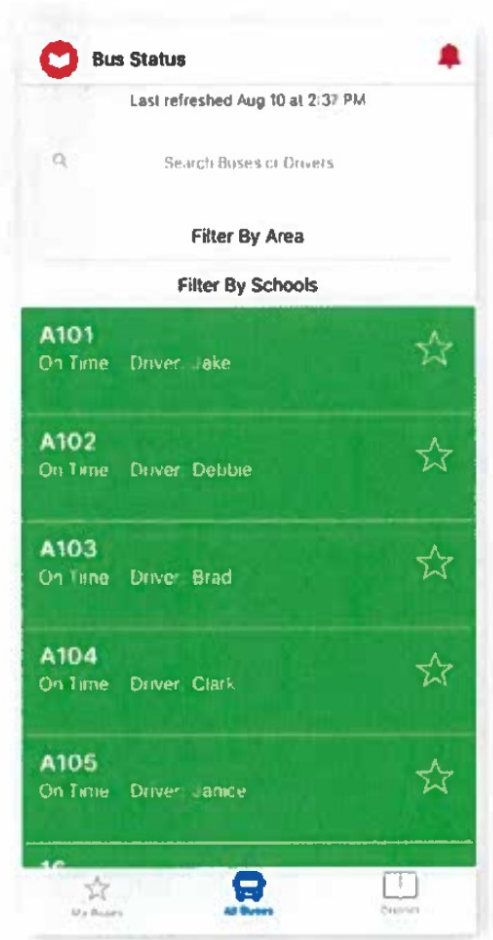 Bus Status
Last refreshed Aug 10 at 2:37 PM
Search Buses or Drivers
Filter By Area
Filter By Schools
A101
On Time Driver: Jake
A102
On Time Driver: Debbie
A103
On Time Driver: Brad
A104
On Time Driver: Clark
A105
On Time Driver: Janice
My Buses
All Buses